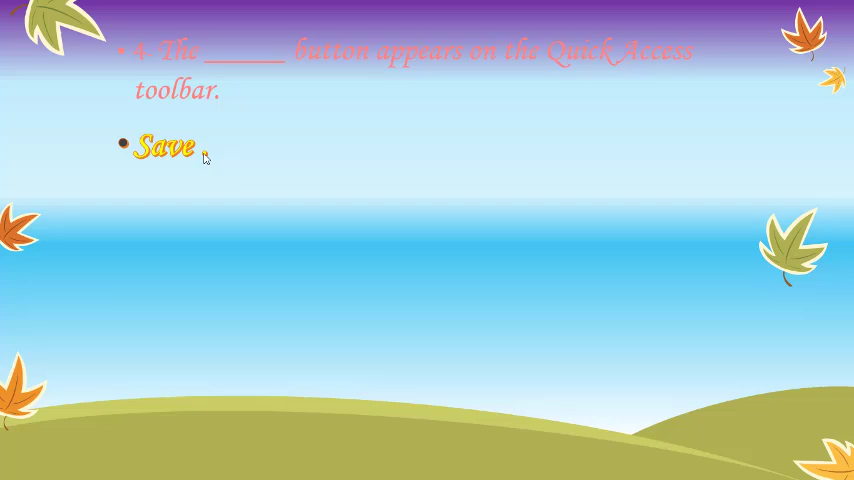 • 4- The ______ button appears on the Quick Access
toolbar.
• Save .